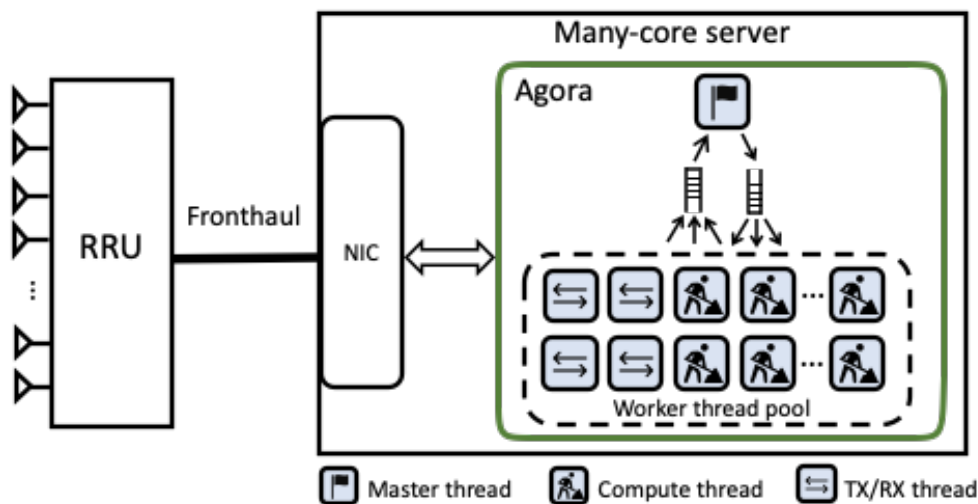 Many-core server
Agora
RRU
Fronthaul
NIC
...
...
...
Worker thread pool
Master thread
Compute thread
TX/RX thread